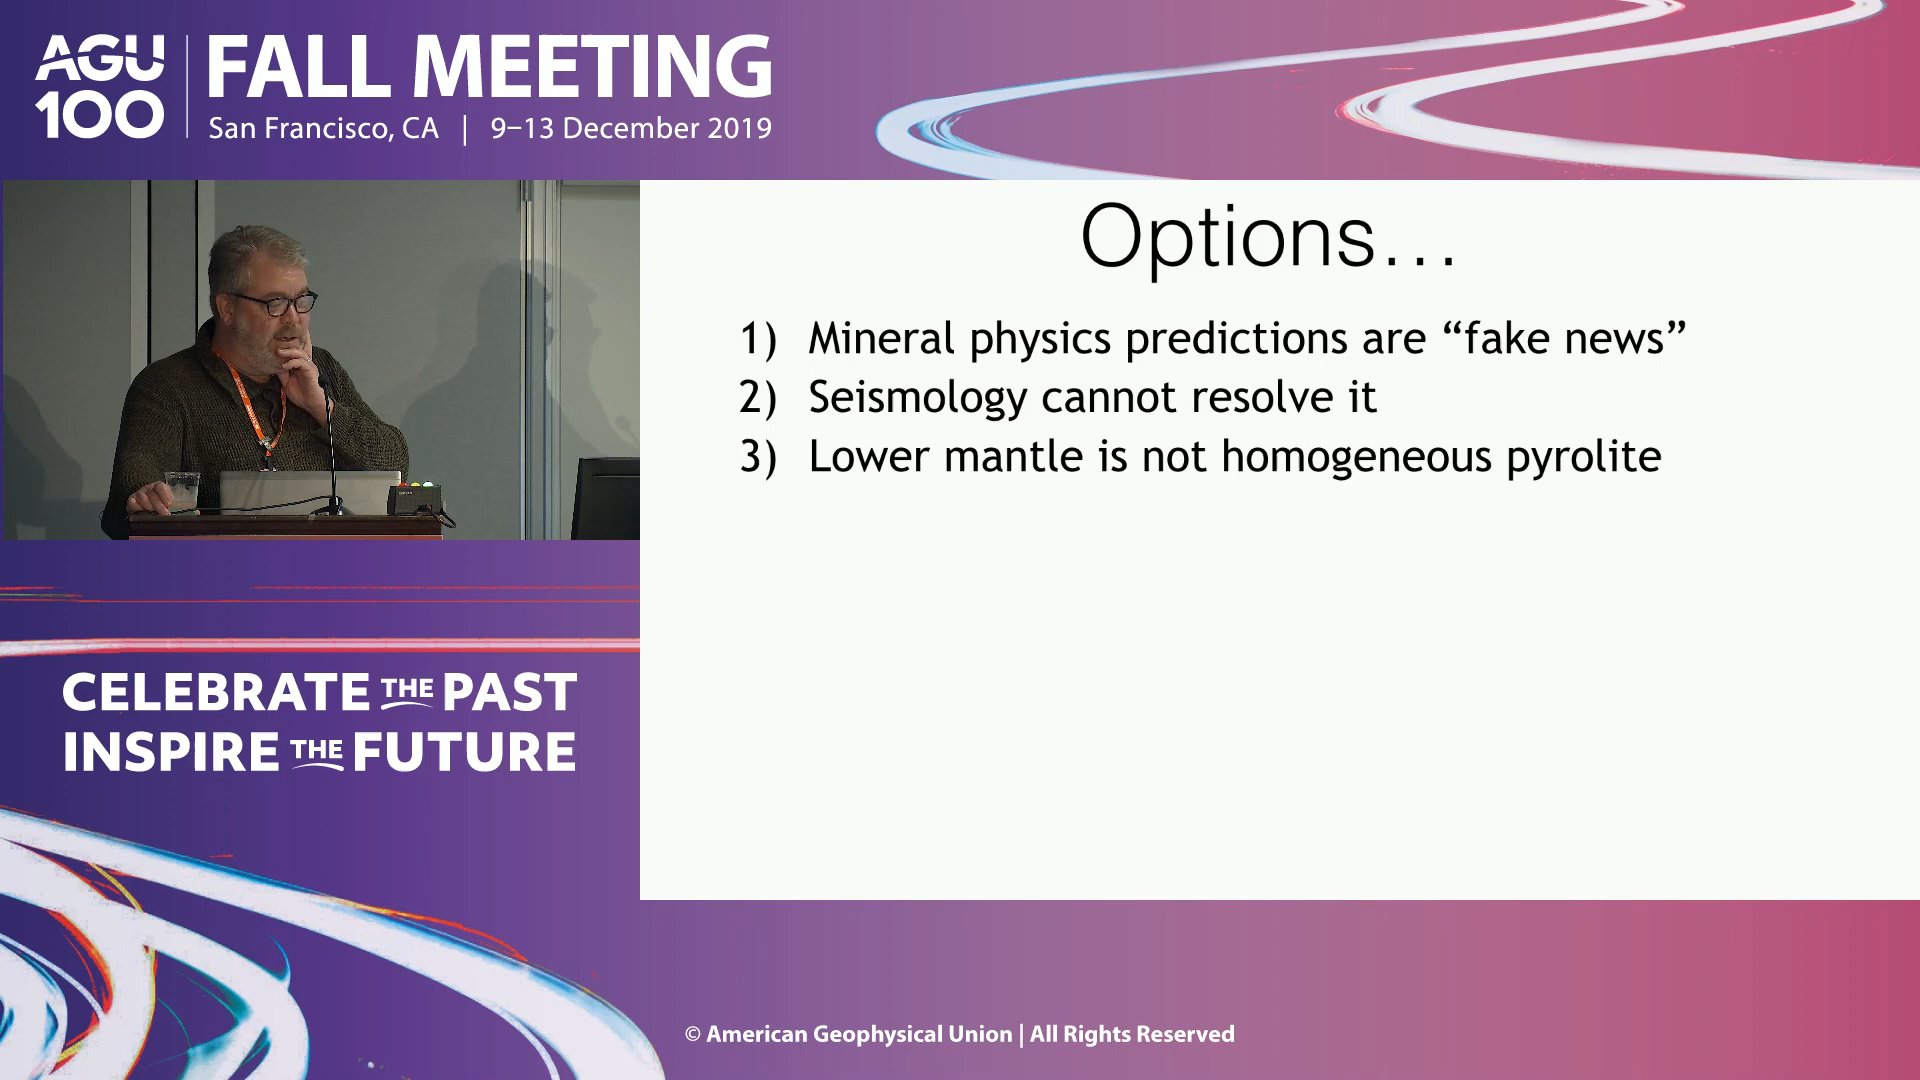 AGU
100
FALL MEETING
San Francisco, CA | 9–13 December 2019
Options…
1) Mineral physics predictions are “fake news”
2) Seismology cannot resolve it
3) Lower mantle is not homogeneous pyrolite
CELEBRATE THE PAST
INSPIRE THE FUTURE
© American Geophysical Union | All Rights Reserved